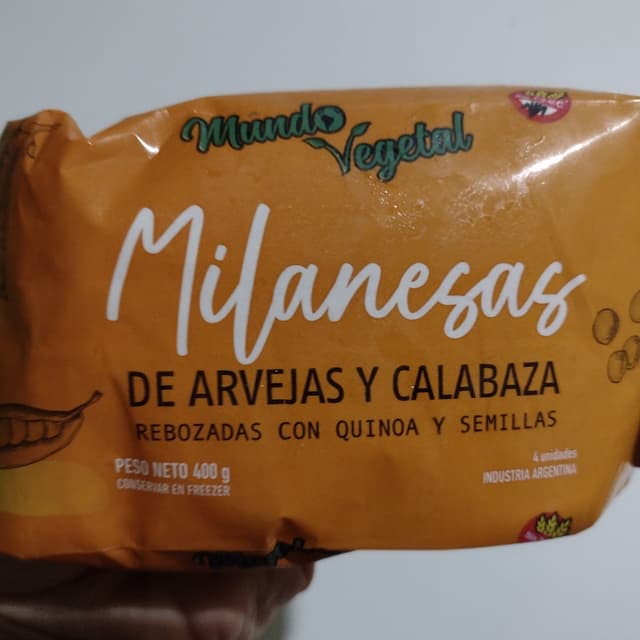 Mundo
Vegetal
Milanesas
DE ARVEJAS Y CALABAZA
REBOZADAS CON QUINOA Y SEMILLAS
PESO NETO 400 g
CONSERVAR EN FREEZER
4 unidades
INDUSTRIA ARGENTINA